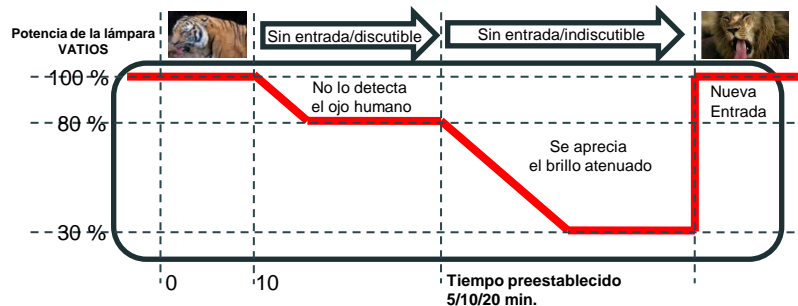 Potencia de la lámpara
VATIOS
Sin entrada/discutible
Sin entrada/indiscutible
100 %
No lo detecta
el ojo humano
Nueva
Entrada
80 %
Se aprecia
el brillo atenuado
30 %
0
10
Tiempo preestablecido
5/10/20 min.